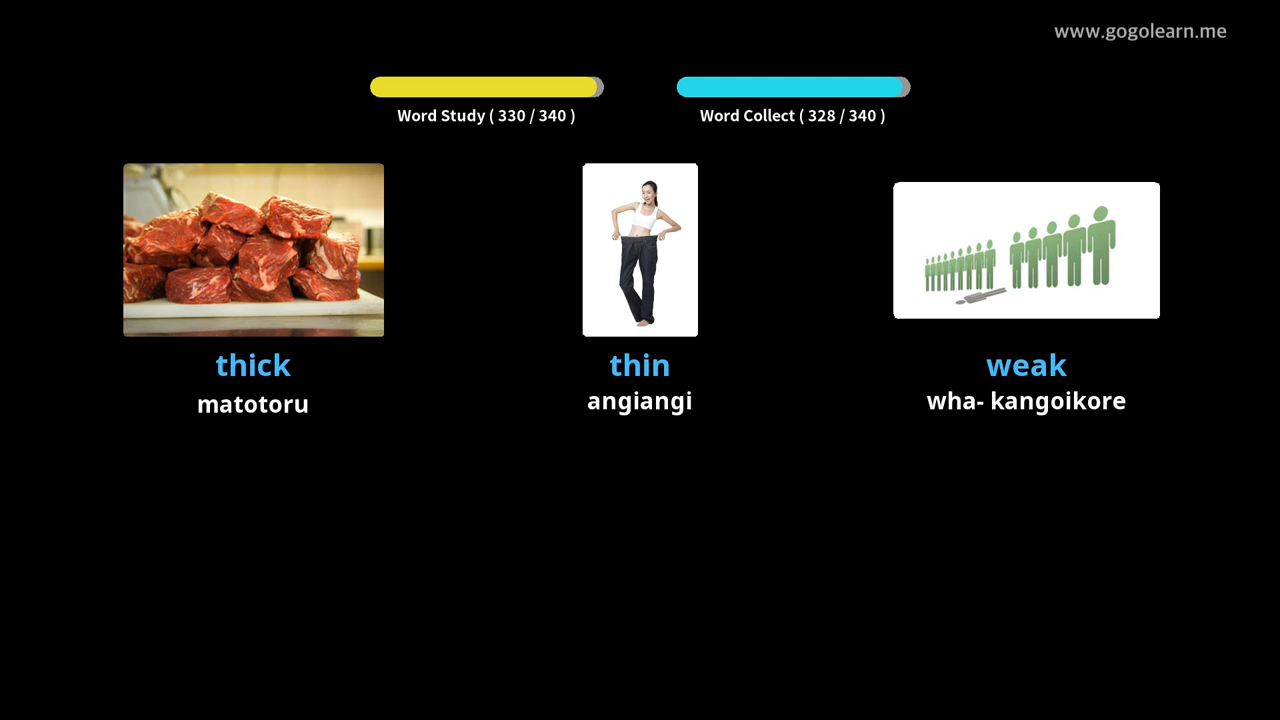 www.gogolearn.me
Word Study ( 330 / 340 )
Word Collect ( 328 / 340 )
thick
thin
weak
matotoru
angiangi
wha- kangoikore